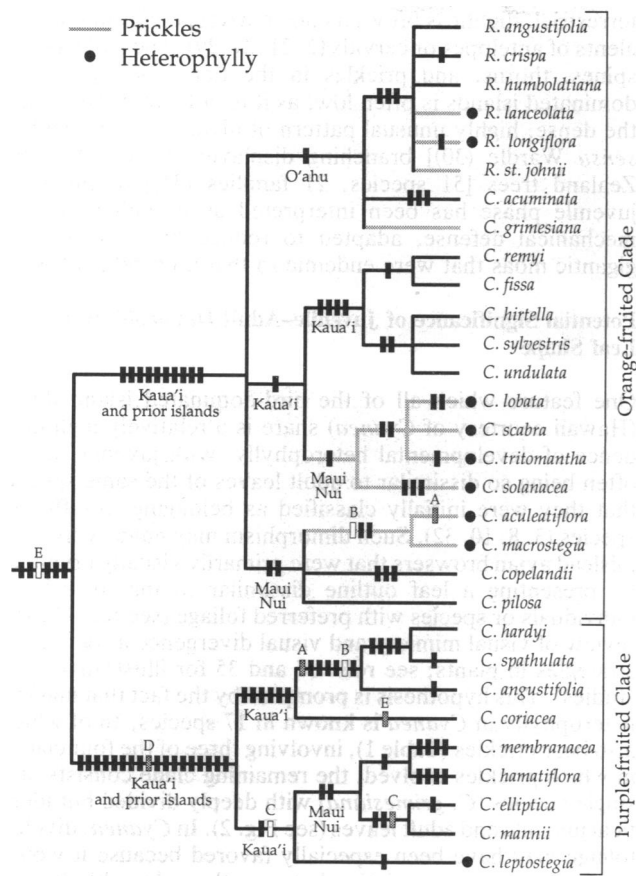 Prickles
Heterophylly
R. angustifolia
R. crispa
R. humboldtiana
R. lanceolata
R. longiflora
R. st. johnii
O'ahu
C. acuminata
C. grimesiana
C. remyi
C. fissa
C. hirtella
Kaua'i
C. sylvestris
C. undulata
Kaua'i
and prior islands
Kaua'i
C. lobata
C. scabra
C. tritomantha
Maui
Nui
C. solanacea
A
C. aculeatiflora
B
C. macrostegia
E
C. copelandii
Maui
Nui
C. pilosa
Orange-fruited Clade
C. hardyi
A
B
C. spathulata
C. angustifolia
Kaua'i
E
C. coriacea
D
Kaua'i
and prior islands
C. membranacea
C. hamatiflora
Maui
Nui
C. elliptica
C
C. mannii
C
Kaua'i
C. leptostegia
Purple-fruited Clade